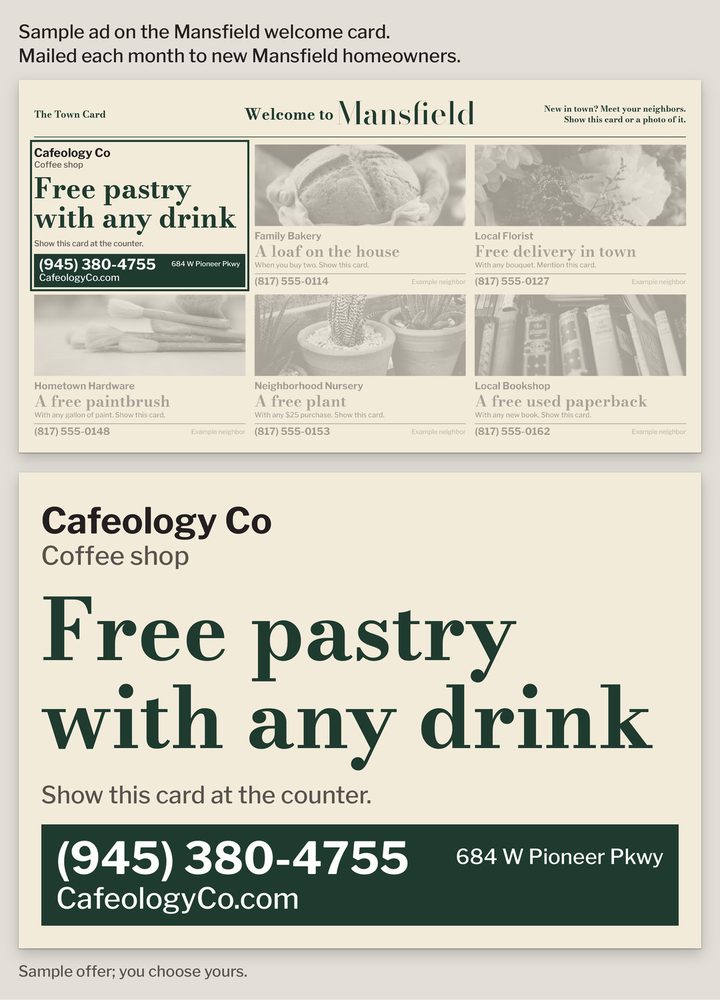 Sample ad on the Mansfield welcome card.
Mailed each month to new Mansfield homeowners.
The Town Card
Welcome to Mansfield
New in town? Meet your neighbors.
Show this card or a photo of it.
Cafeology Co
Coffee shop
Free pastry
with any drink
Show this card at the counter.
(945) 380-4755
684 W Pioneer Pkwy
CafeologyCo.com
Family Bakery
A loaf on the house
When you buy two. Show this card.
(817) 555-0114
Example neighbor
Local Florist
Free delivery in town
With any bouquet. Mention this card.
(817) 555-0127
Example neighbor
Hometown Hardware
A free paintbrush
With any gallon of paint. Show this card.
(817) 555-0148
Example neighbor
Neighborhood Nursery
A free plant
With any $25 purchase. Show this card.
(817) 555-0153
Example neighbor
Local Bookshop
A free used paperback
With any new book. Show this card.
(817) 555-0162
Example neighbor
Cafeology Co
Coffee shop
Free pastry
with any drink
Show this card at the counter.
(945) 380-4755
684 W Pioneer Pkwy
CafeologyCo.com
Sample offer; you choose yours.